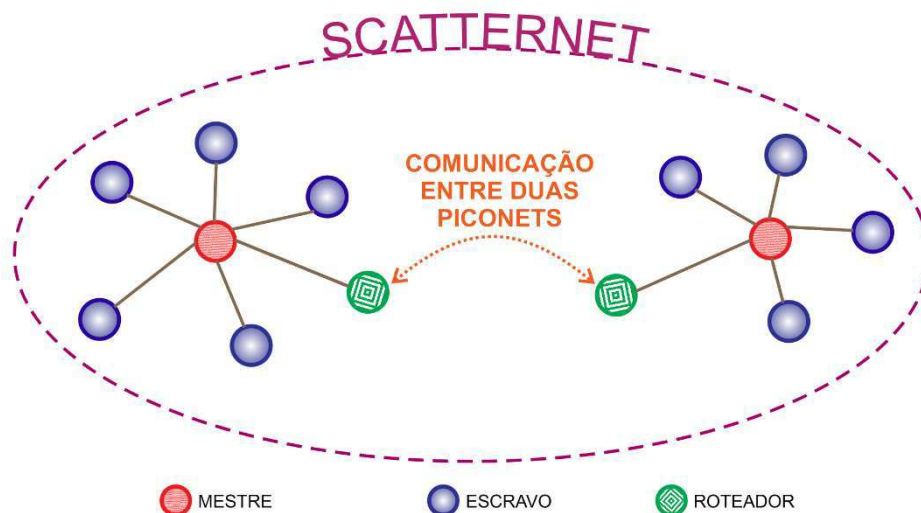 SCATTERNET
COMUNICAÇÃO
ENTRE DUAS
PICONETS
MESTRE
ESCRAVO
ROTEADOR